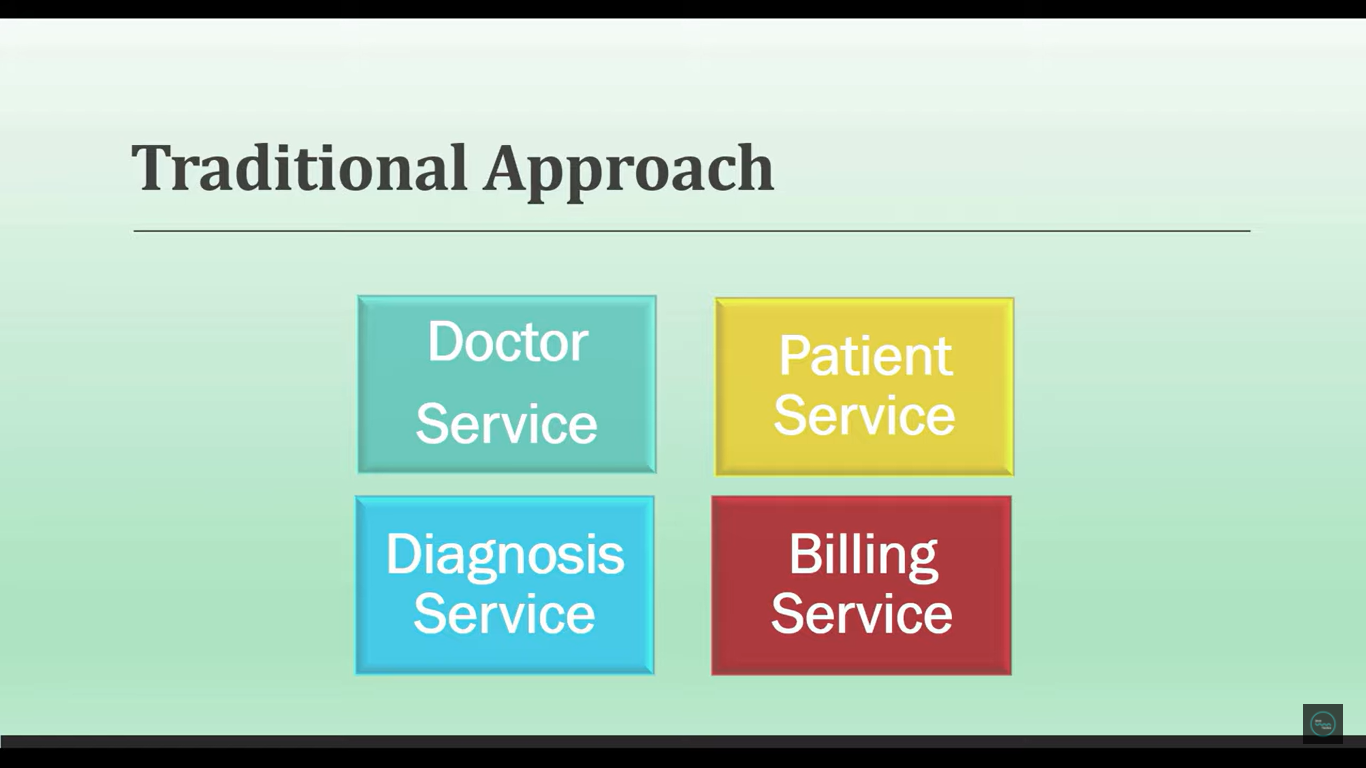 Traditional Approach
Doctor
Service
Patient
Service
Diagnosis
Service
Billing
Service